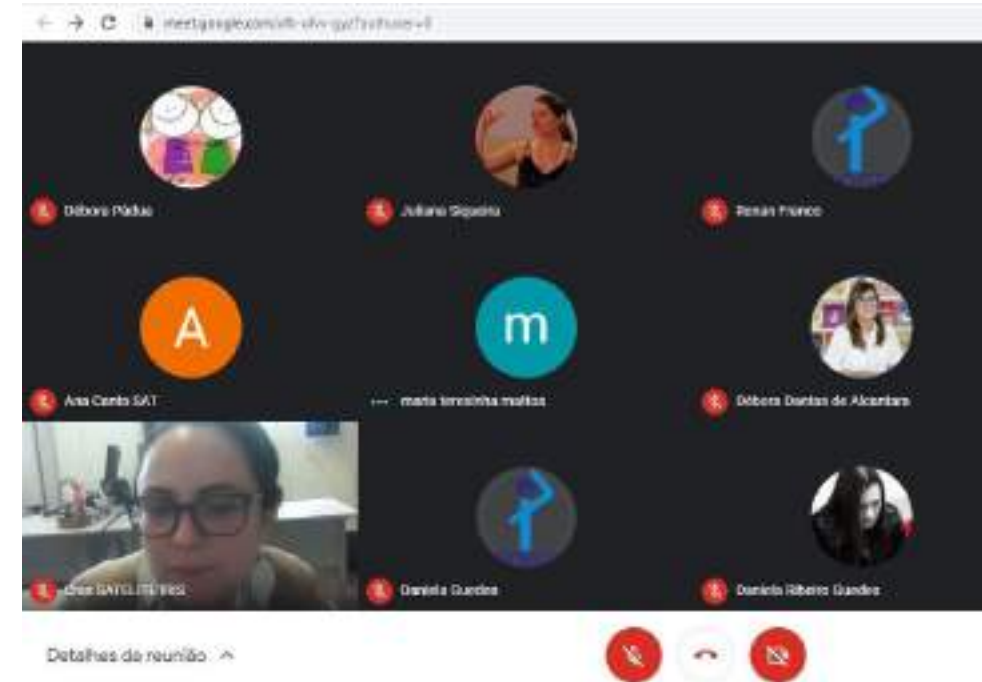 Débora Pádua
Juliana Siqueira
Renan Franco
A
m
Ana Canto SAT
maria teresinha mattos
Débora Dantas de Alcantara
Daniela Guedes
Daniela Ribeiro Guedes
Detalhes da reunião